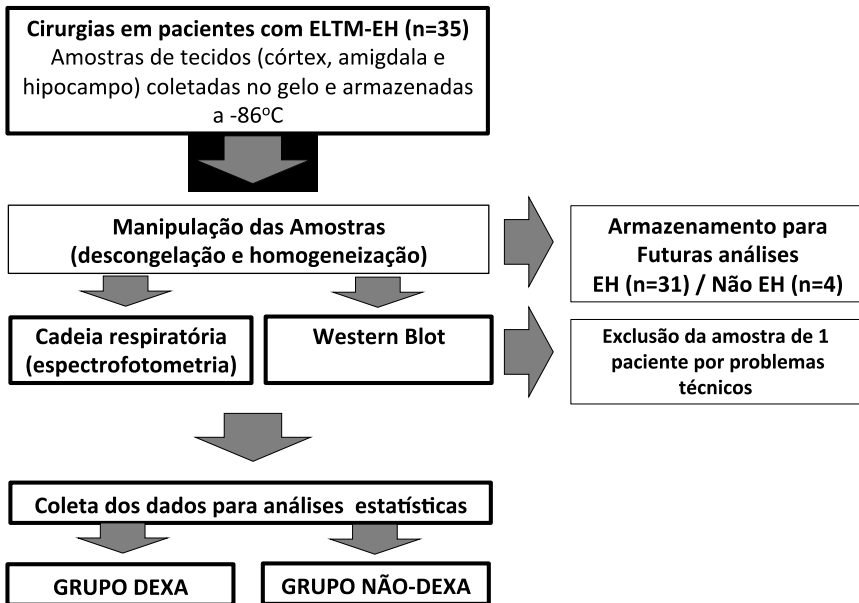 Cirurgias em pacientes com ELTM-EH (n=35)
Amostras de tecidos (córtex, amigdala e
hipocampo) coletadas no gelo e armazenadas
a -86ºC
Manipulação das Amostras
(descongelação e homogeneização)
Armazenamento para
Futuras análises
EH (n=31) / Não EH (n=4)
Cadeia respiratória
(espectrofotometria)
Western Blot
Exclusão da amostra de 1
paciente por problemas
técnicos
Coleta dos dados para análises estatísticas
GRUPO DEXA
GRUPO NÃO-DEXA